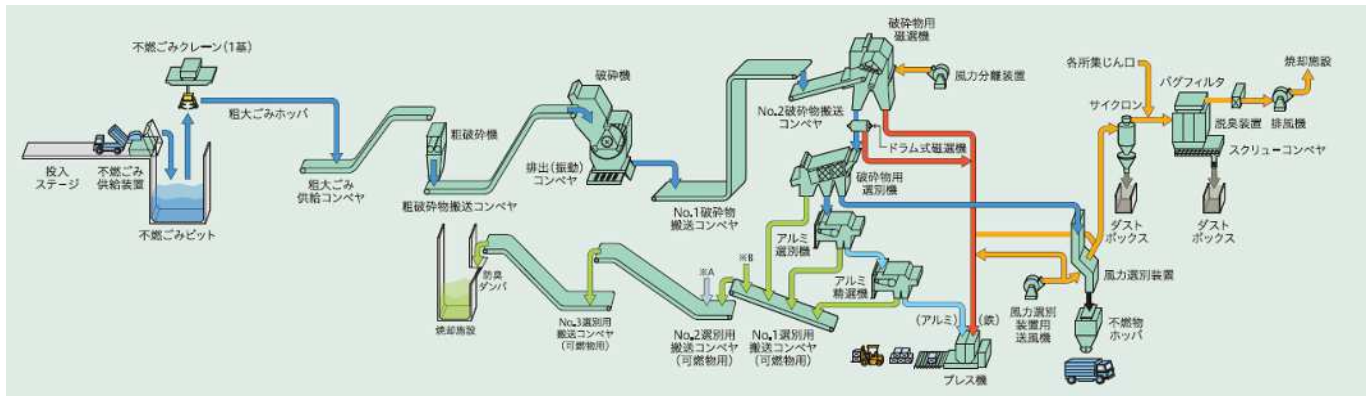 不燃ごみクレーン(1基)
粗大ごみホッパ
投入
ステージ
不燃ごみ
供給装置
不燃ごみピット
粗大ごみ
供給コンベヤ
粗破砕機
粗破砕物搬送コンベヤ
破砕機
排出(振動)
コンベヤ
No.1破砕物
搬送コンベヤ
No.2破砕物搬送
コンベヤ
破砕物用
磁選機
風力分離装置
ドラム式磁選機
破砕物用
選別機
アルミ
選別機
アルミ
精選機
(アルミ)
(鉄)
プレス機
※A
※B
No.1選別用
搬送コンベヤ
(可燃物用)
No.2選別用
搬送コンベヤ
(可燃物用)
No.3選別用
搬送コンベヤ
(可燃物用)
防臭
ダンパ
焼却施設
各所集じん口
サイクロン
バグフィルタ
焼却施設
脱臭装置
排風機
スクリューコンベヤ
ダスト
ボックス
ダスト
ボックス
風力選別装置
風力選別
装置用
送風機
不燃物
ホッパ